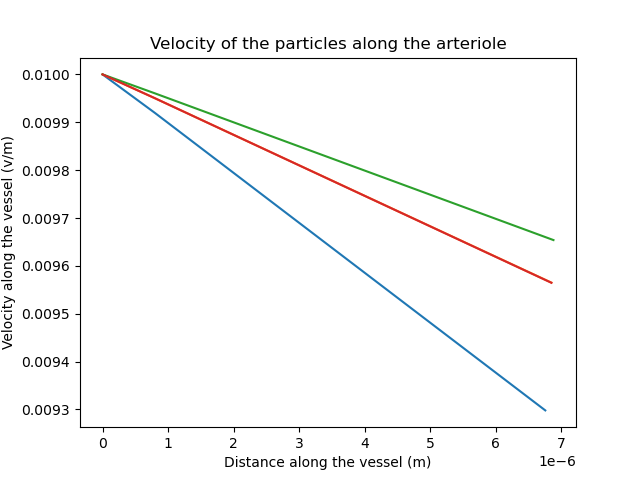 Velocity of the particles along the arteriole
0.0100
0.0099
0.0098
0.0097
0.0096
0.0095
0.0094
0.0093
Velocity along the vessel (v/m)
0 1 2 3 4 5 6 7
1e−6
Distance along the vessel (m)